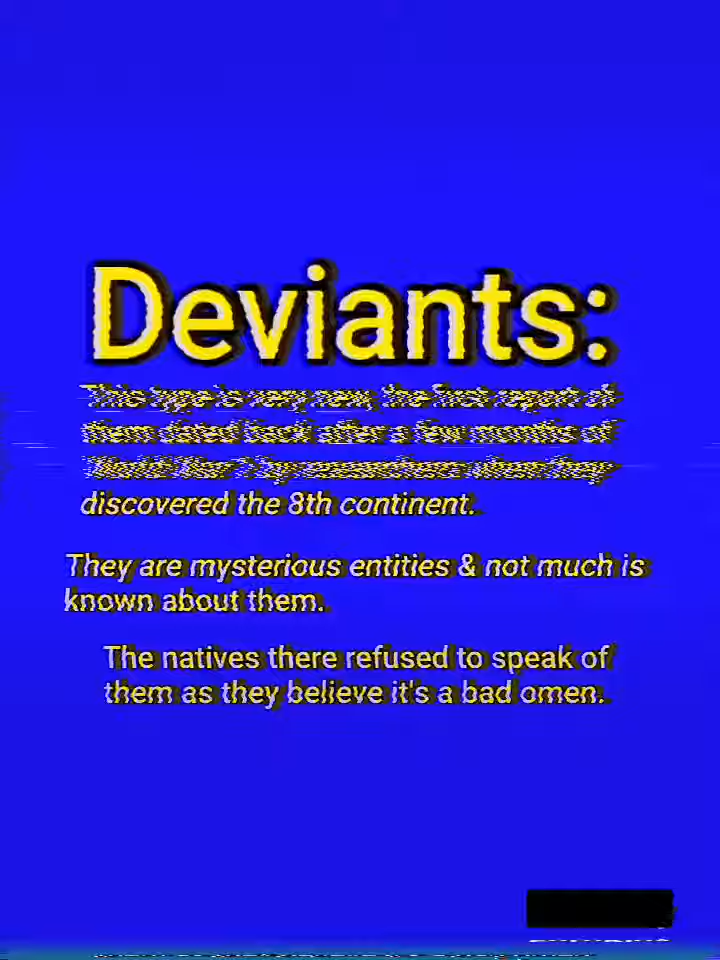 Deviants:
This type is very new, the first report of
them dated back after a few months of
by researchers when they
discovered the 8th continent.
They are mysterious entities & not much is
known about them.
The natives there refused to speak of
them as they believe it's a bad omen.